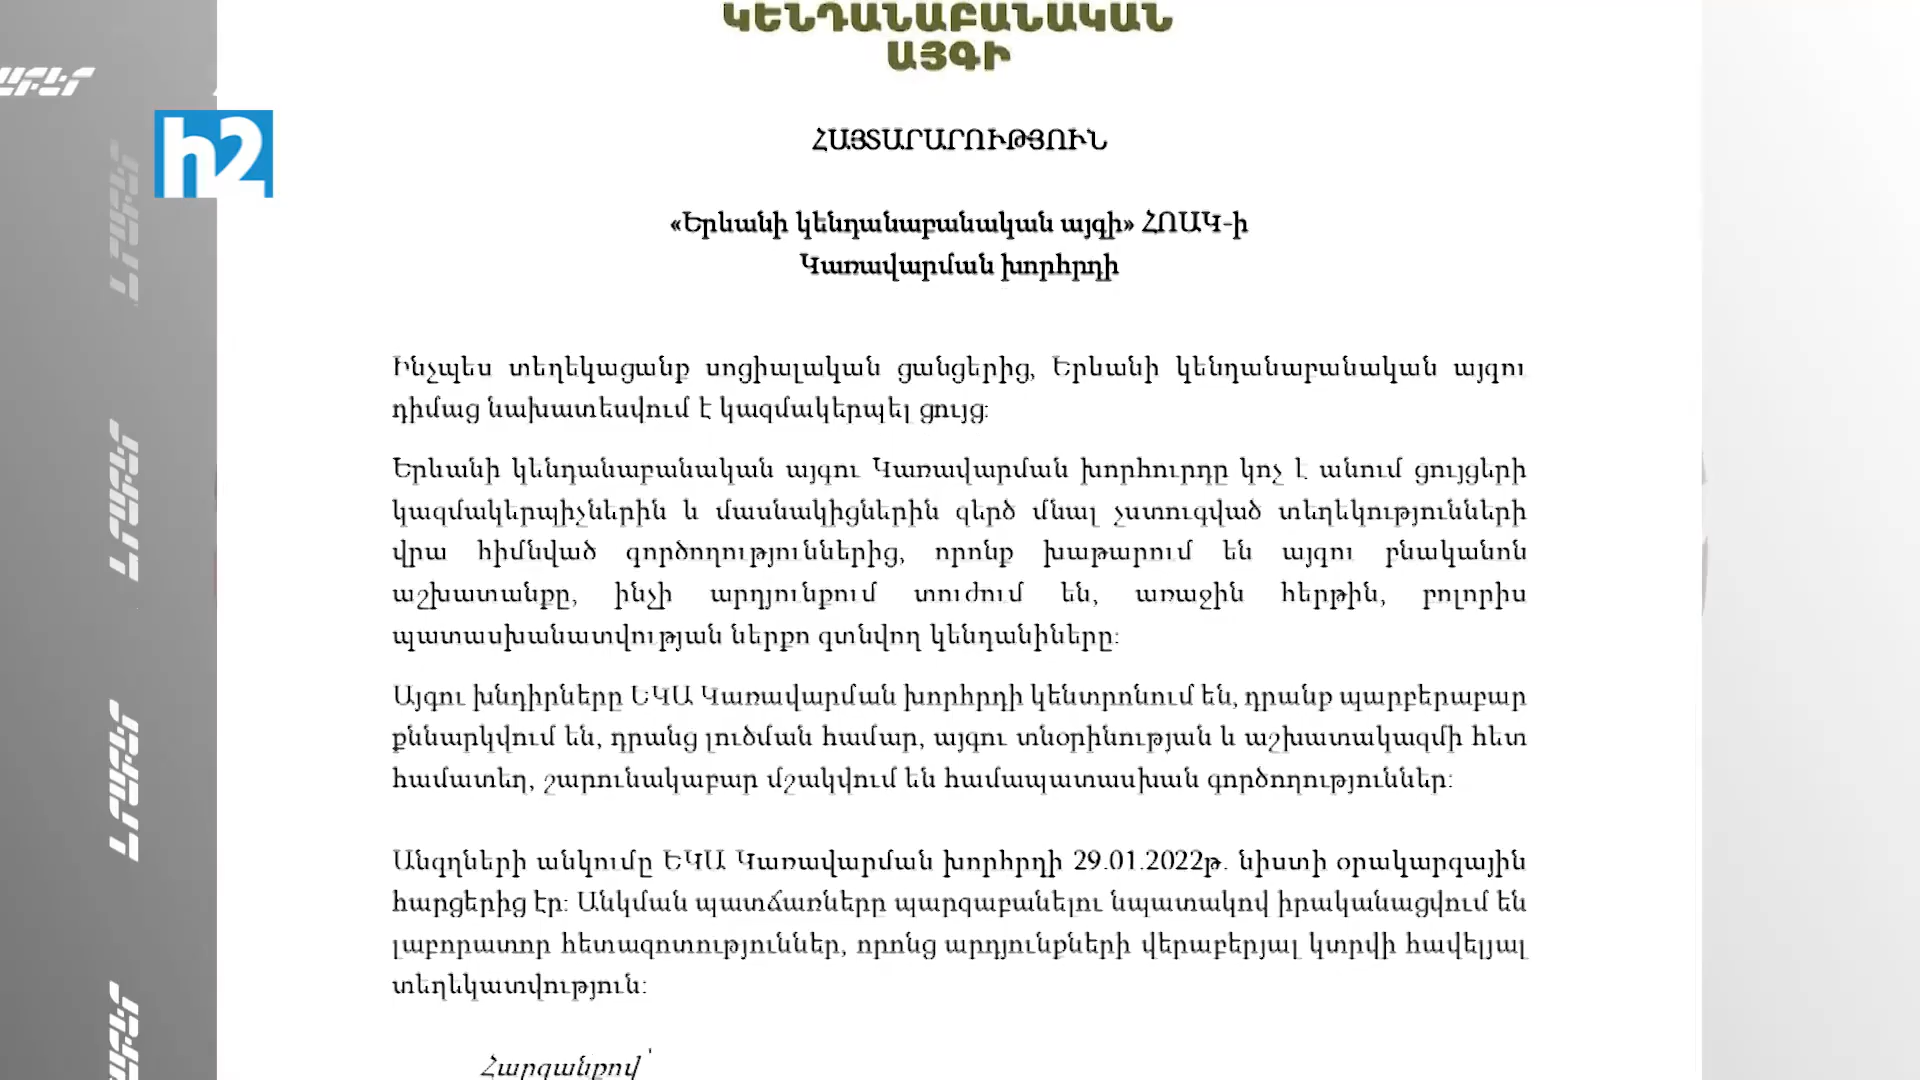 ԿԵՆԴԱՆԱԲԱՆԱԿԱՆ
ԱՅԳԻ
h2
ՀԱՅՏԱՐԱՐՈՒԹՅՈՒՆ
«Երևանի կենդանաբանական այգի» ՀՈԱԿ-ի
Կառավարման խորհրդի
Ինչպես տեղեկացանք սոցիալական ցանցերից, Երևանի կենդանաբանական այգու
դիմաց նախատեսվում է կազմակերպել ցույց:
Երևանի կենդանաբանական այգու Կառավարման խորհուրդը կոչ է անում ցույցերի
կազմակերպիչներին և մասնակիցներին զերծ մնալ չստուգված տեղեկությունների
վրա հիմնված գործողություններից, որոնք խաթարում են այգու բնականոն
աշխատանքը, ինչի արդյունքում տուժում են, առաջին հերթին, բոլորիս
պատասխանատվության ներքո գտնվող կենդանիները:
Այգու խնդիրները ԵԿԱ Կառավարման խորհրդի կենտրոնում են, դրանք պարբերաբար
քննարկվում են, դրանց լուծման համար, այգու տնօրինության և աշխատակազմի հետ
համատեղ, շարունակաբար մշակվում են համապատասխան գործողություններ:
Անգղների անկումը ԵԿԱ Կառավարման խորհրդի 29.01.2022թ. նիստի օրակարգային
հարցերից էր: Անկման պատճառները պարզաբանելու նպատակով իրականացվում են
լաբորատոր հետազոտություններ, որոնց արդյունքների վերաբերյալ կտրվի հավելյալ
տեղեկատվություն:
Հարգանքով՝